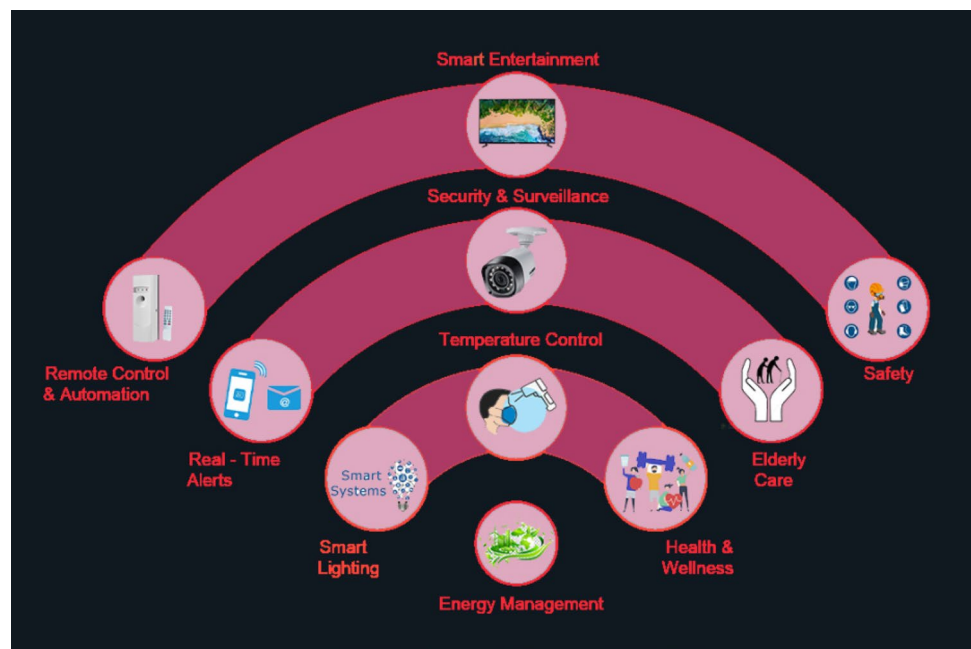 Smart Entertainment
Security & Surveillance
Temperature Control
Remote Control
& Automation
Safety
Real - Time
Alerts
Elderly
Care
Smart
Systems
@
Smart
Lighting
Health &
Wellness
Energy Management